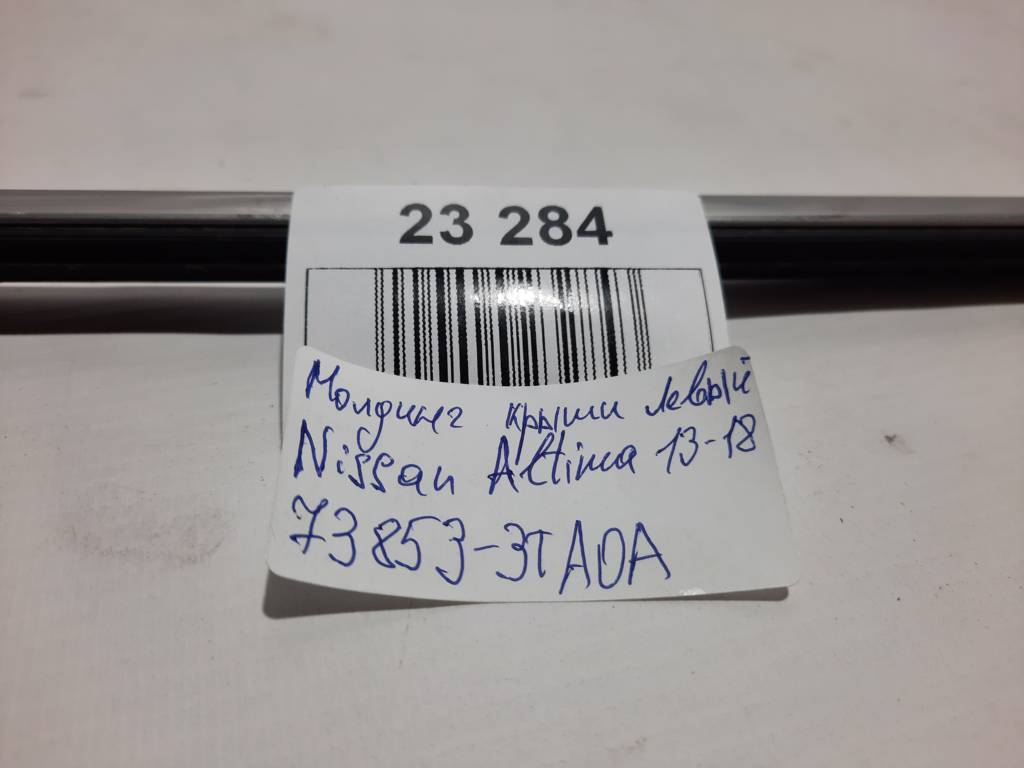 23 284
Молдинг крыши левый
Nissan Altima 13-18
73853-3TA0A